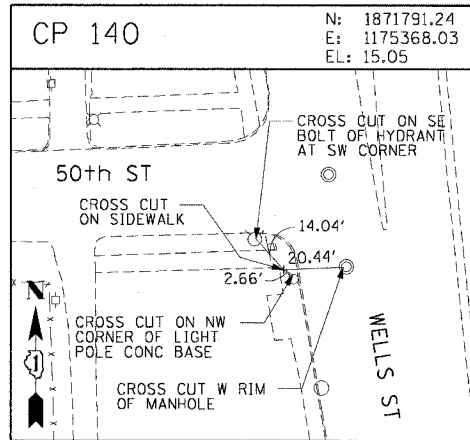 CP 140
N: 1871791.24
E: 1175368.03
EL: 15.05
CROSS CUT ON SE
BOLT OF HYDRANT
AT SW CORNER
50th ST
CROSS CUT
ON SIDEWALK
14.04'
20.44'
2.66'
N
1
CROSS CUT ON NW
CORNER OF LIGHT
POLE CONC BASE
WELLS ST
CROSS CUT W RIM
OF MANHOLE